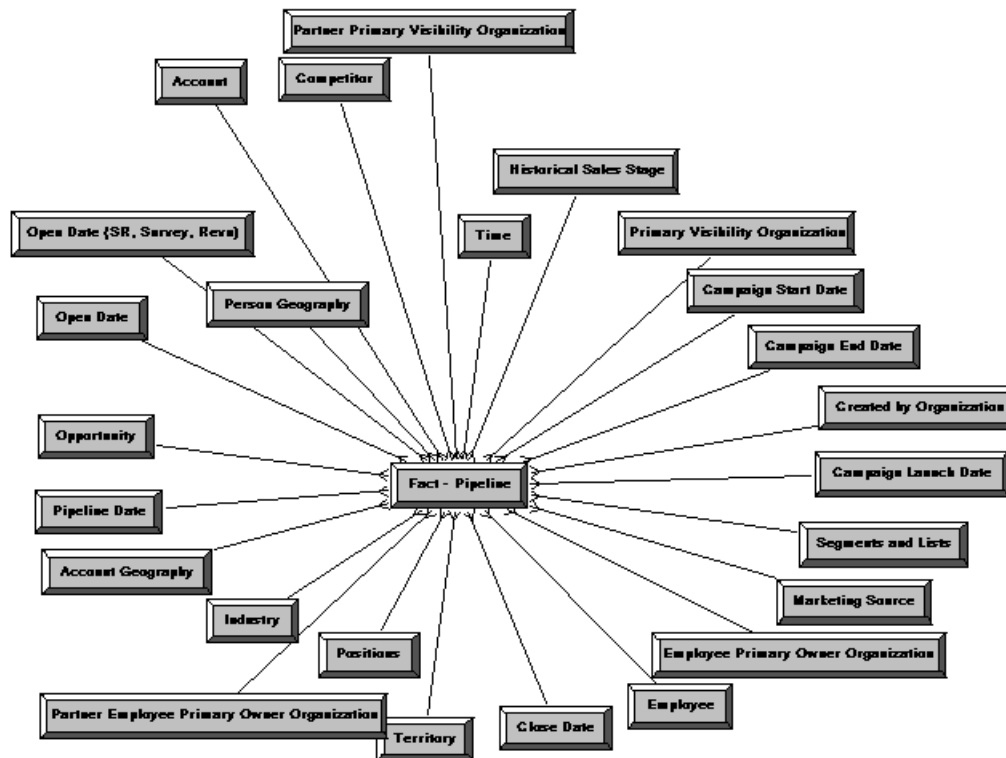 Partner Primary Visibility Organization
Account
Competitor
Historical Sales Stage
Open Date (SR, Survey, Revn)
Time
Primary Visibility Organization
Person Geography
Campaign Start Date
Open Date
Campaign End Date
Created by Organization
Opportunity
Campaign Launch Date
Fact - Pipeline
Pipeline Date
Segments and Lists
Account Geography
Marketing Source
Industry
Positions
Employee Primary Owner Organization
Employee
Partner Employee Primary Owner Organization
Close Date
Territory